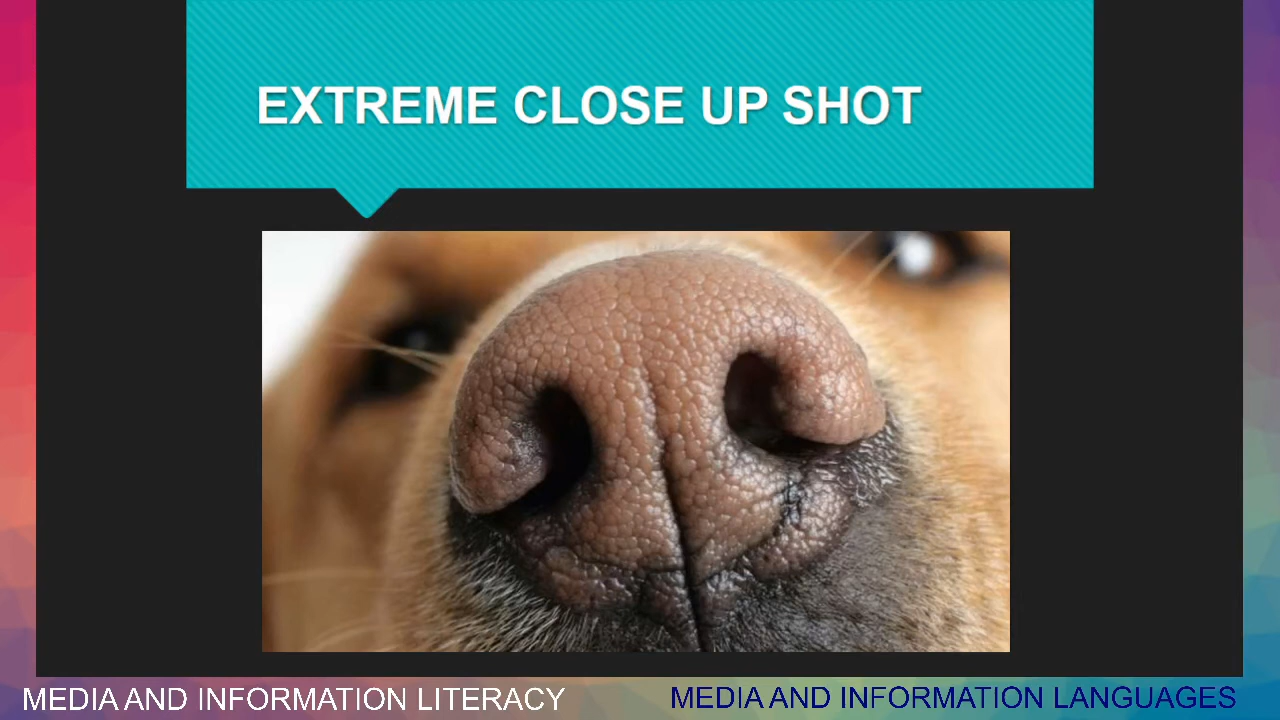 EXTREME CLOSE UP SHOT
MEDIA AND INFORMATION LITERACY
MEDIA AND INFORMATION LANGUAGES